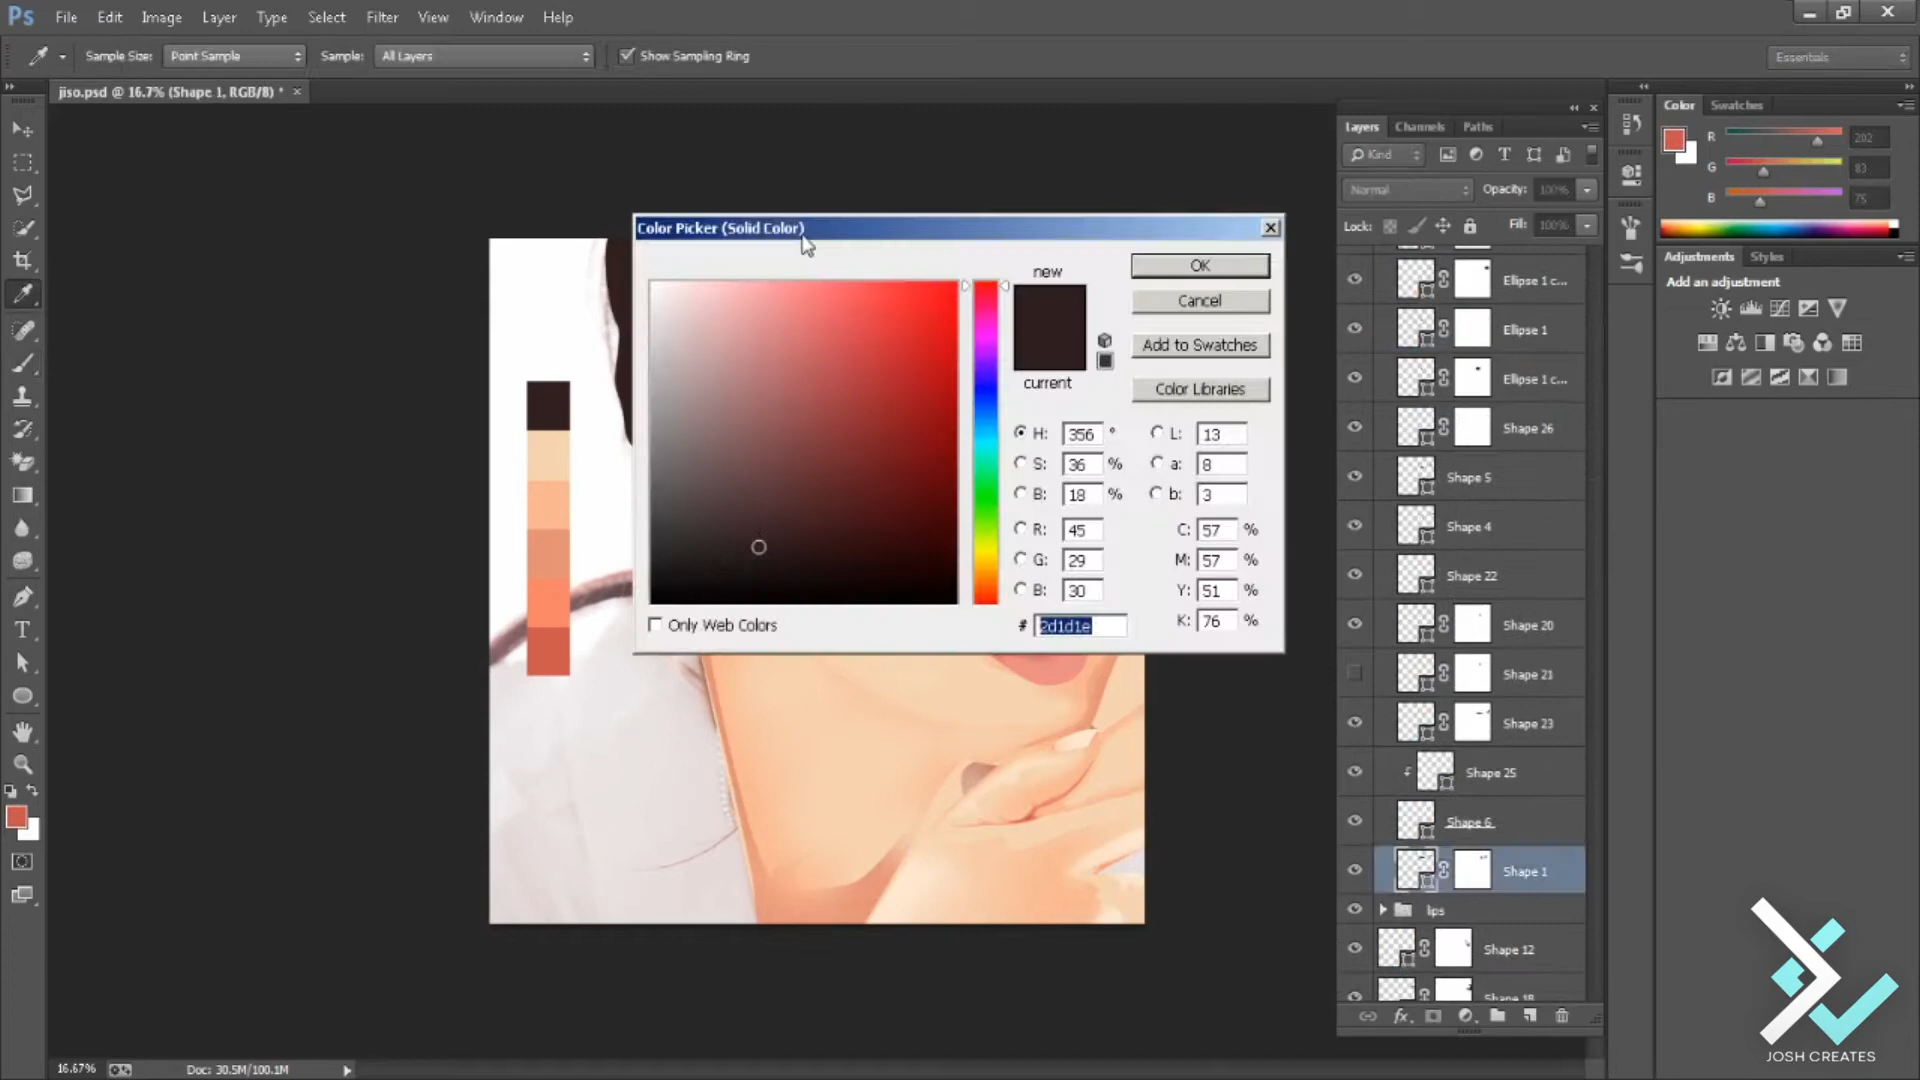 Ps File Edit Image Layer Type Select Filter View Window Help
Sample Size: Point Sample Sample: All Layers Show Sampling Ring Essentials
jiso.psd @ 16.7% (Shape 1, RGB/8) *
Color Picker (Solid Color)
new
current
OK
Cancel
Add to Swatches
Color Libraries
H: 356 ° L: 13
S: 36 % a: 8
B: 18 % b: 3
R: 45 C: 57 %
G: 29 M: 57 %
B: 30 Y: 51 %
# 2d1d1e K: 76 %
Only Web Colors
Layers Channels Paths
Kind
Normal Opacity: 100%
Lock: Fill: 100%
Ellipse 1 c...
Ellipse 1
Ellipse 1 c...
Shape 26
Shape 5
Shape 4
Shape 22
Shape 20
Shape 21
Shape 23
Shape 25
Shape 6
Shape 1
lips
Shape 12
Shape 18
fx
Color Swatches
R 202
G 83
B 75
Adjustments Styles
Add an adjustment
16.67% Doc: 30.5M/100.1M
JOSH CREATES